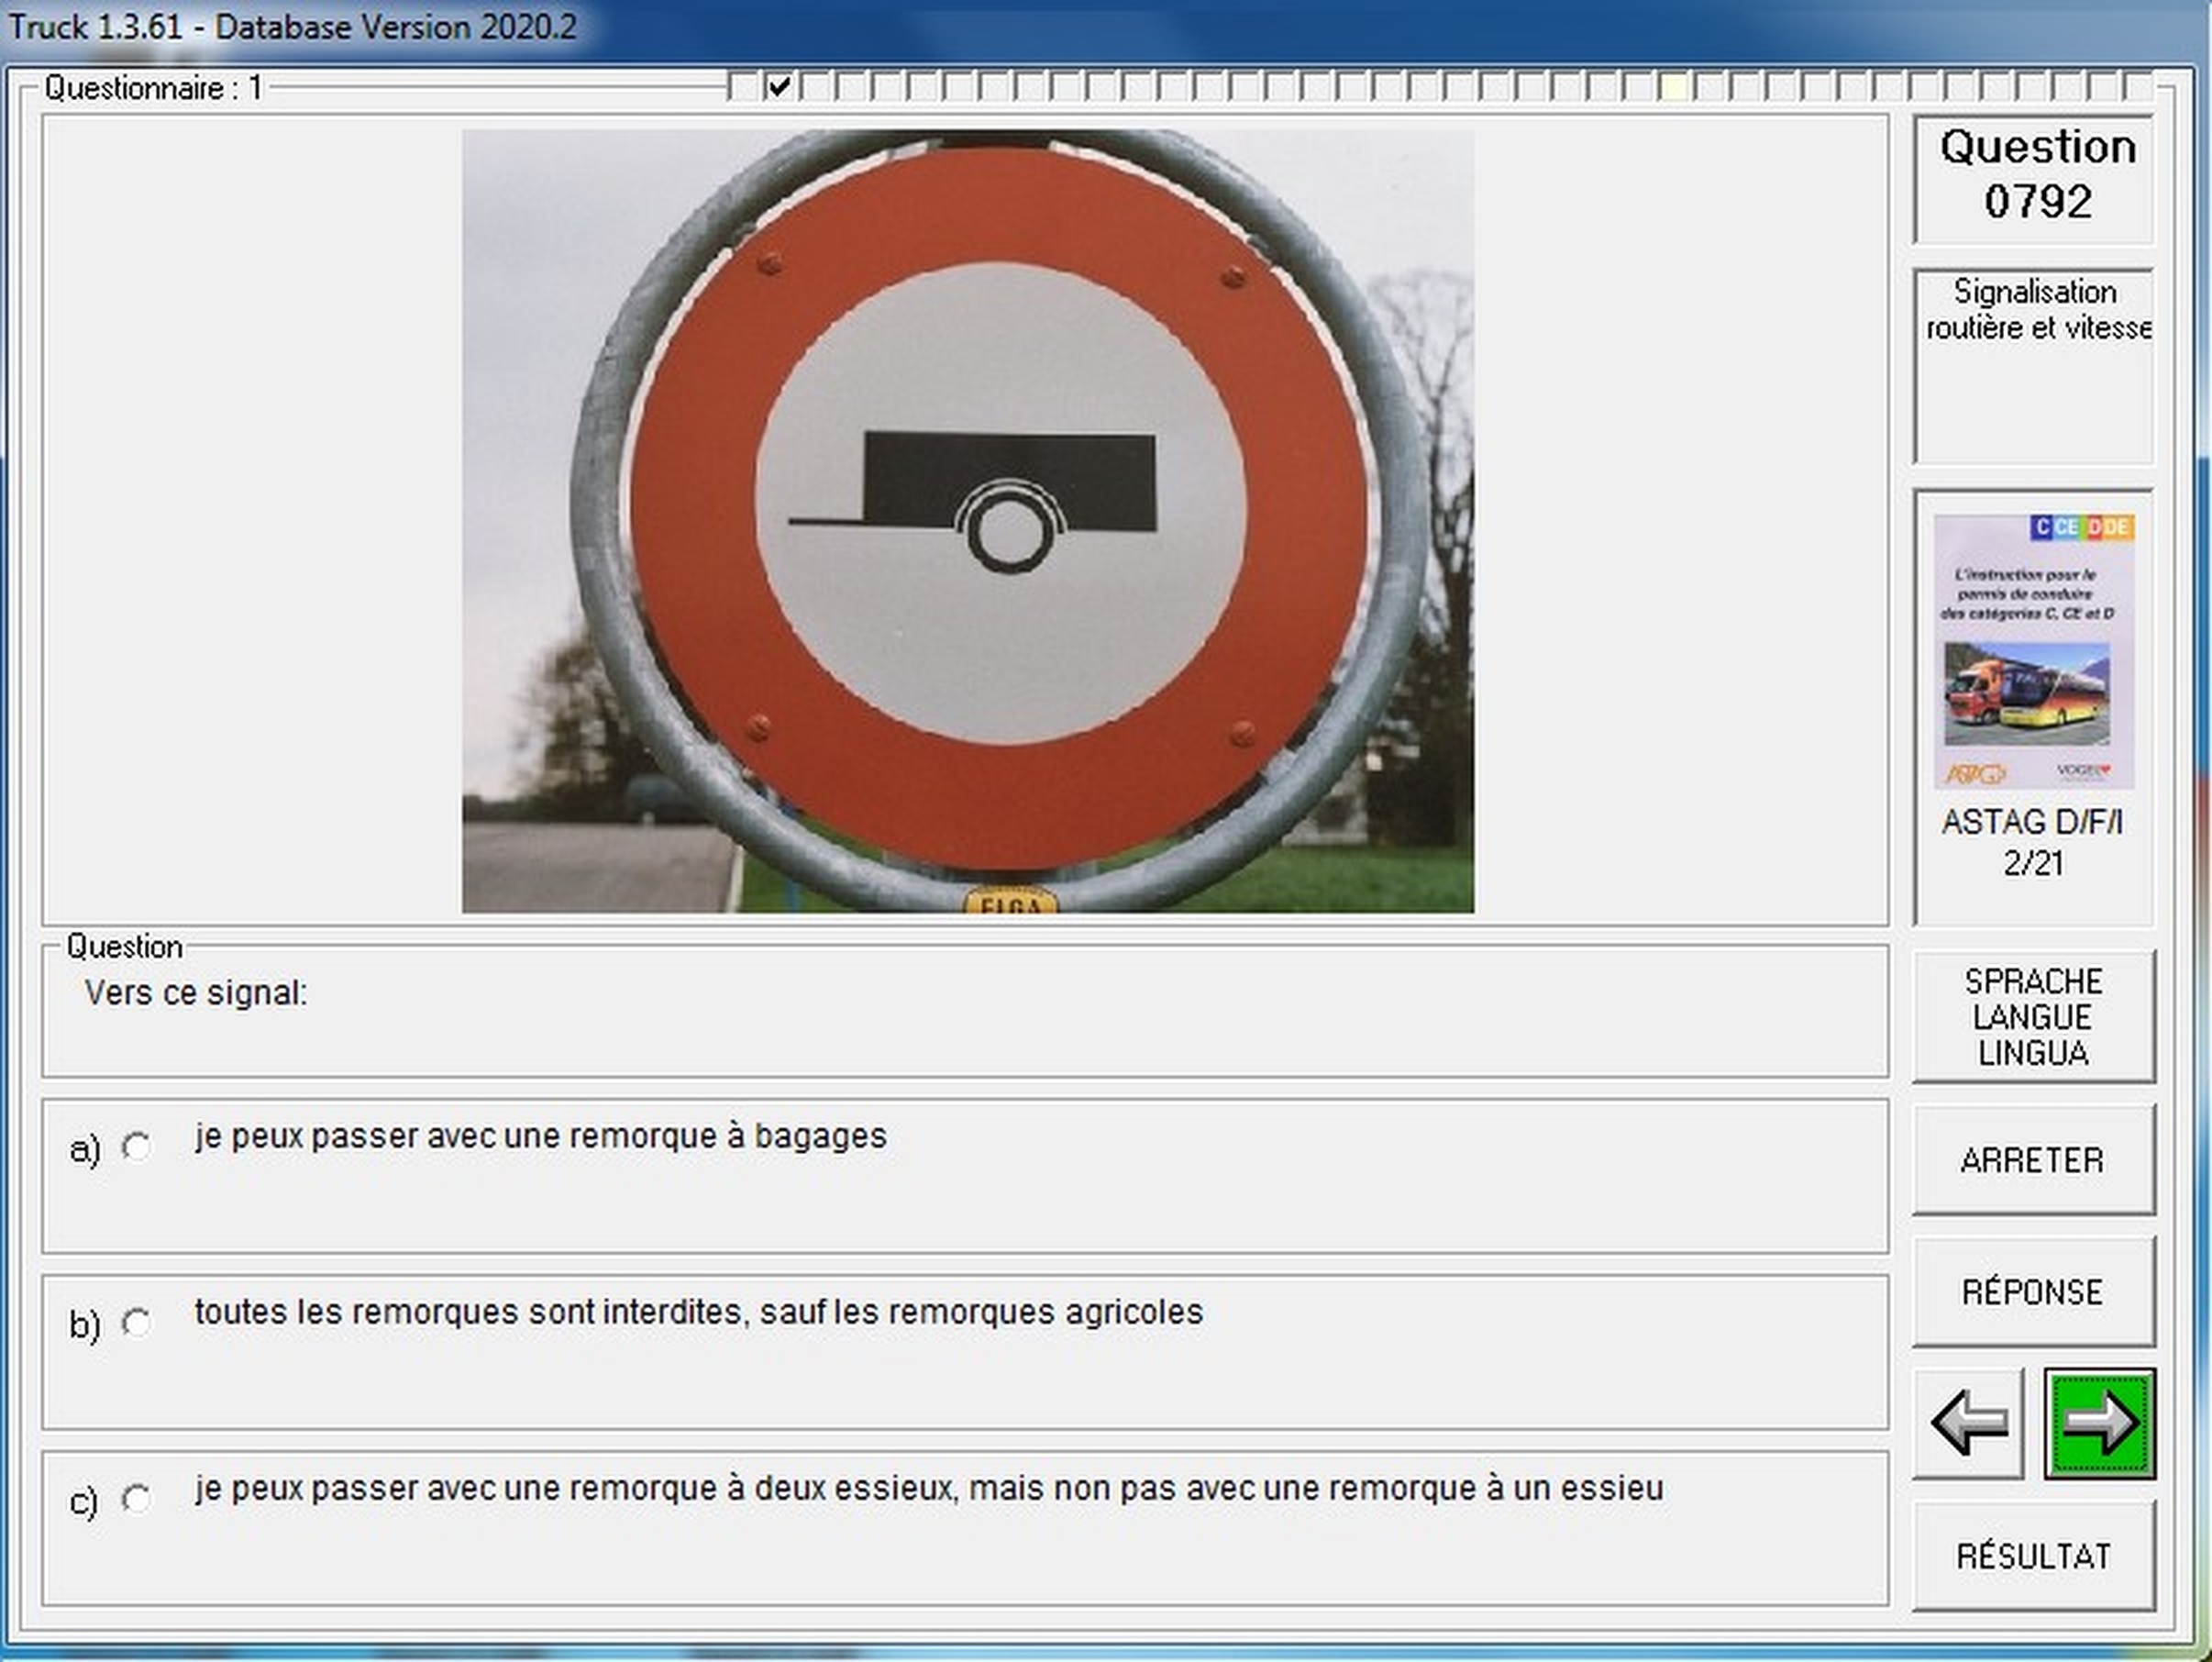 Truck 1.3.61 - Database Version 2020.2
Questionnaire : 1
ELGA
Question
0792
Signalisation
routière et vitesse
C CE D DE
L'instruction pour le
permis de conduire
des catégories C, CE et D
ASTAG
VOGEL
ASTAG D/F/I
2/21
Question
Vers ce signal:
a) je peux passer avec une remorque à bagages
b) toutes les remorques sont interdites, sauf les remorques agricoles
c) je peux passer avec une remorque à deux essieux, mais non pas avec une remorque à un essieu
SPRACHE
LANGUE
LINGUA
ARRETER
RÉPONSE
RÉSULTAT